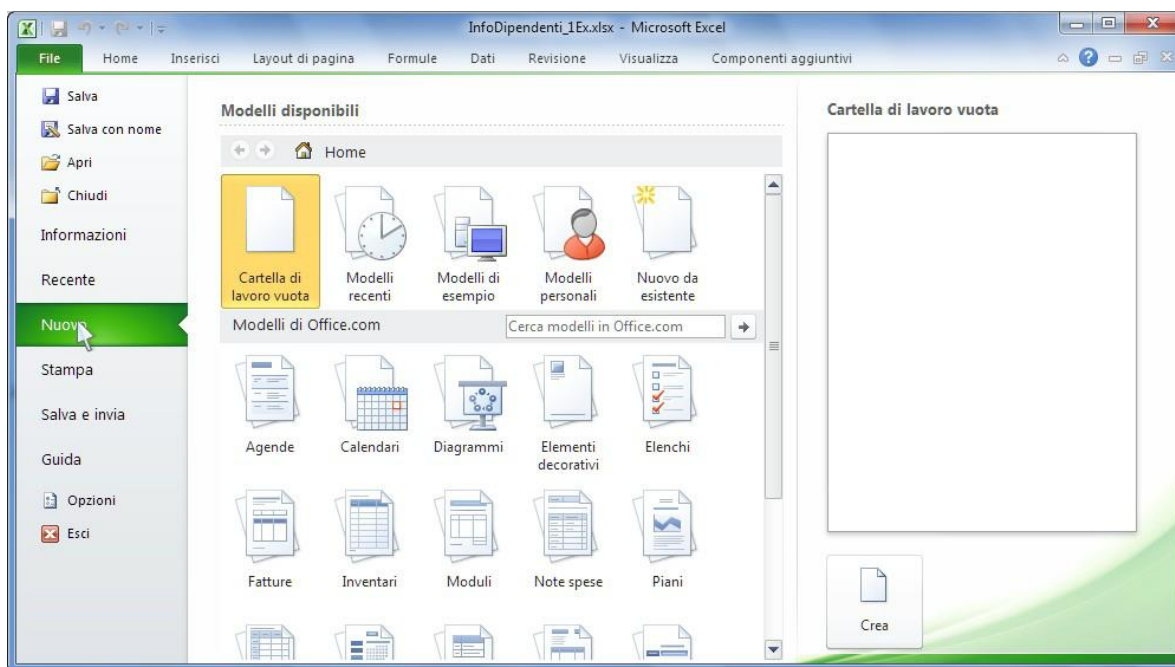 InfoDipendenti_1Ex.xlsx - Microsoft Excel
File Home Inserisci Layout di pagina Formule Dati Revisione Visualizza Componenti aggiuntivi
Salva
Salva con nome
Apri
Chiudi
Informazioni
Recente
Nuovo
Stampa
Salva e invia
Guida
Opzioni
Esci
Modelli disponibili
Home
Cartella di
lavoro vuota
Modelli
recenti
Modelli di
esempio
Modelli
personali
Nuovo da
esistente
Modelli di Office.com
Cerca modelli in Office.com
Agende
Calendari
Diagrammi
Elementi
decorativi
Elenchi
Fatture
Inventari
Moduli
Note spese
Piani
Cartella di lavoro vuota
Crea